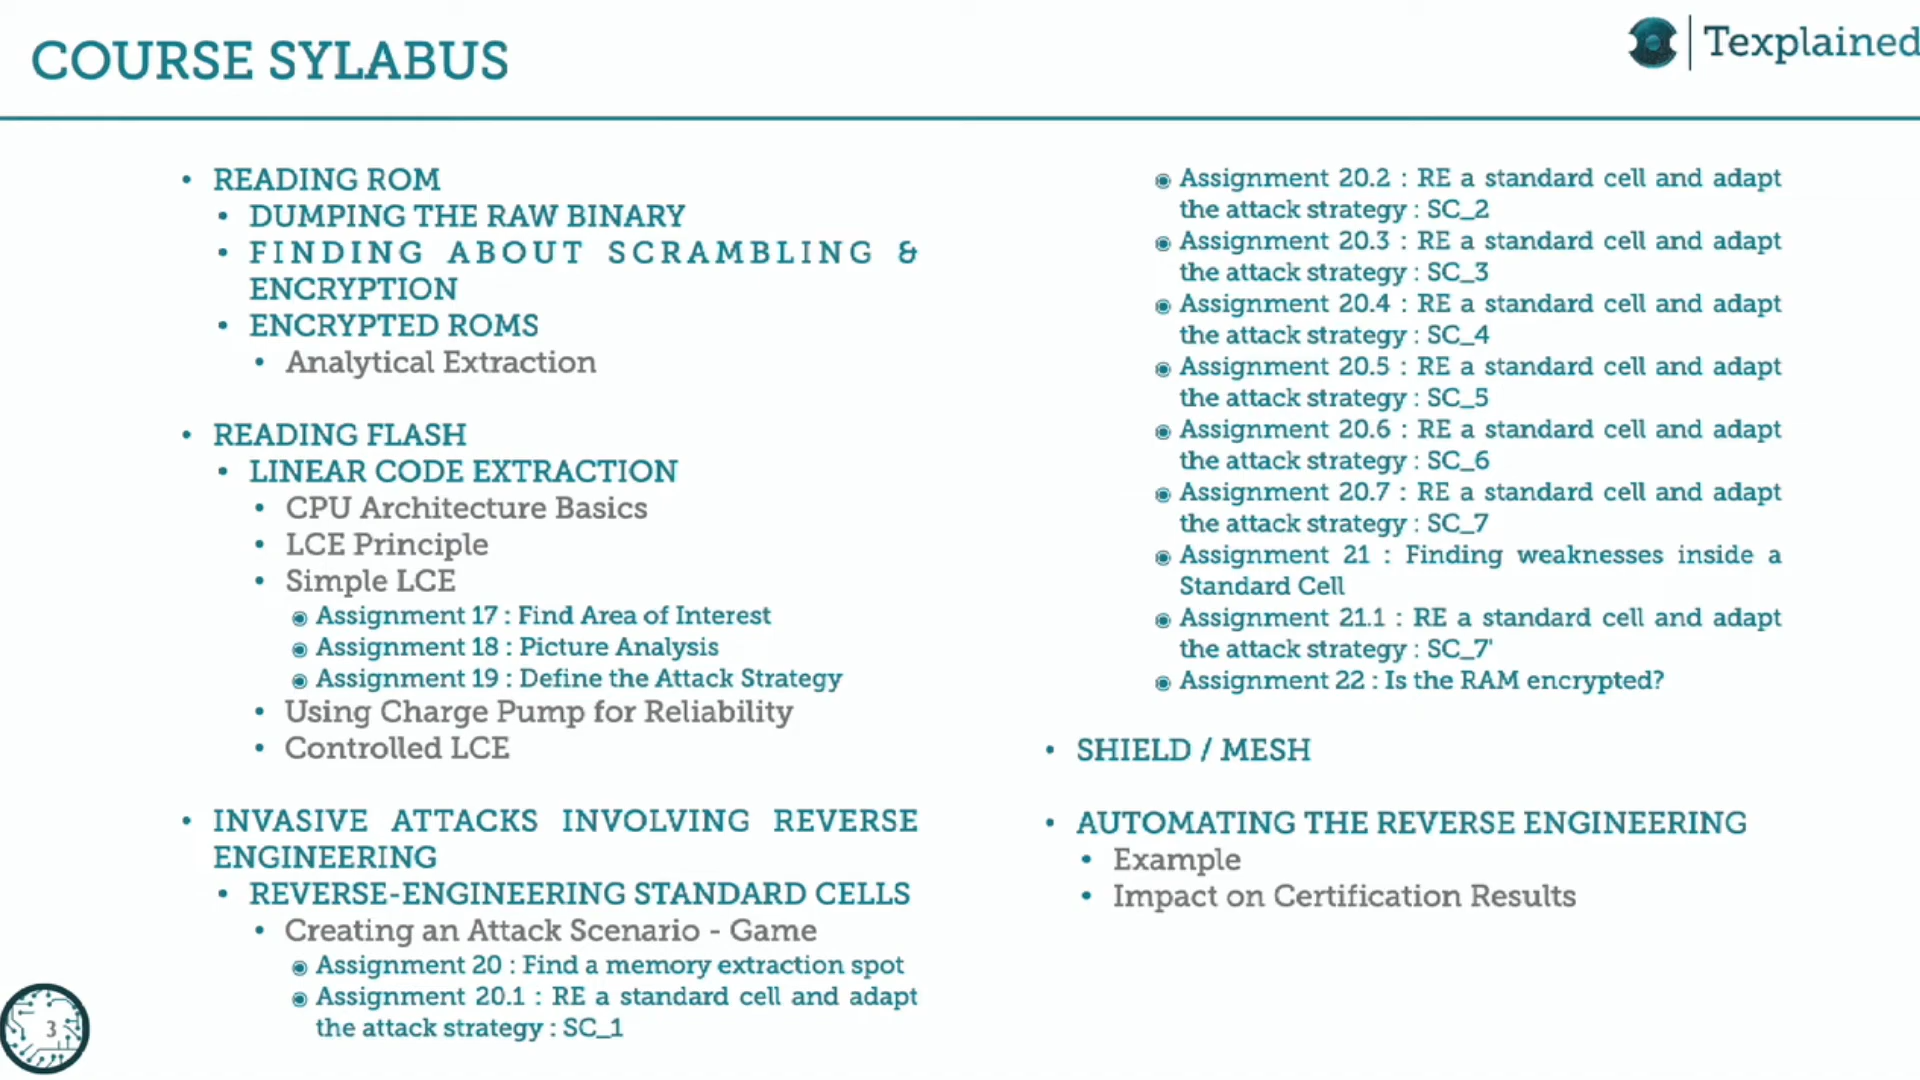 COURSE SYLABUS
Texplained
• READING ROM
• DUMPING THE RAW BINARY
• FINDING ABOUT SCRAMBLING &
ENCRYPTION
• ENCRYPTED ROMS
• Analytical Extraction
• READING FLASH
• LINEAR CODE EXTRACTION
• CPU Architecture Basics
• LCE Principle
• Simple LCE
◉ Assignment 17 : Find Area of Interest
◉ Assignment 18 : Picture Analysis
◉ Assignment 19 : Define the Attack Strategy
• Using Charge Pump for Reliability
• Controlled LCE
• INVASIVE ATTACKS INVOLVING REVERSE
ENGINEERING
• REVERSE-ENGINEERING STANDARD CELLS
• Creating an Attack Scenario - Game
◉ Assignment 20 : Find a memory extraction spot
◉ Assignment 20.1 : RE a standard cell and adapt
the attack strategy : SC_1
◉ Assignment 20.2 : RE a standard cell and adapt
the attack strategy : SC_2
◉ Assignment 20.3 : RE a standard cell and adapt
the attack strategy : SC_3
◉ Assignment 20.4 : RE a standard cell and adapt
the attack strategy : SC_4
◉ Assignment 20.5 : RE a standard cell and adapt
the attack strategy : SC_5
◉ Assignment 20.6 : RE a standard cell and adapt
the attack strategy : SC_6
◉ Assignment 20.7 : RE a standard cell and adapt
the attack strategy : SC_7
◉ Assignment 21 : Finding weaknesses inside a
Standard Cell
◉ Assignment 21.1 : RE a standard cell and adapt
the attack strategy : SC_7'
◉ Assignment 22 : Is the RAM encrypted?
• SHIELD / MESH
• AUTOMATING THE REVERSE ENGINEERING
• Example
• Impact on Certification Results
3